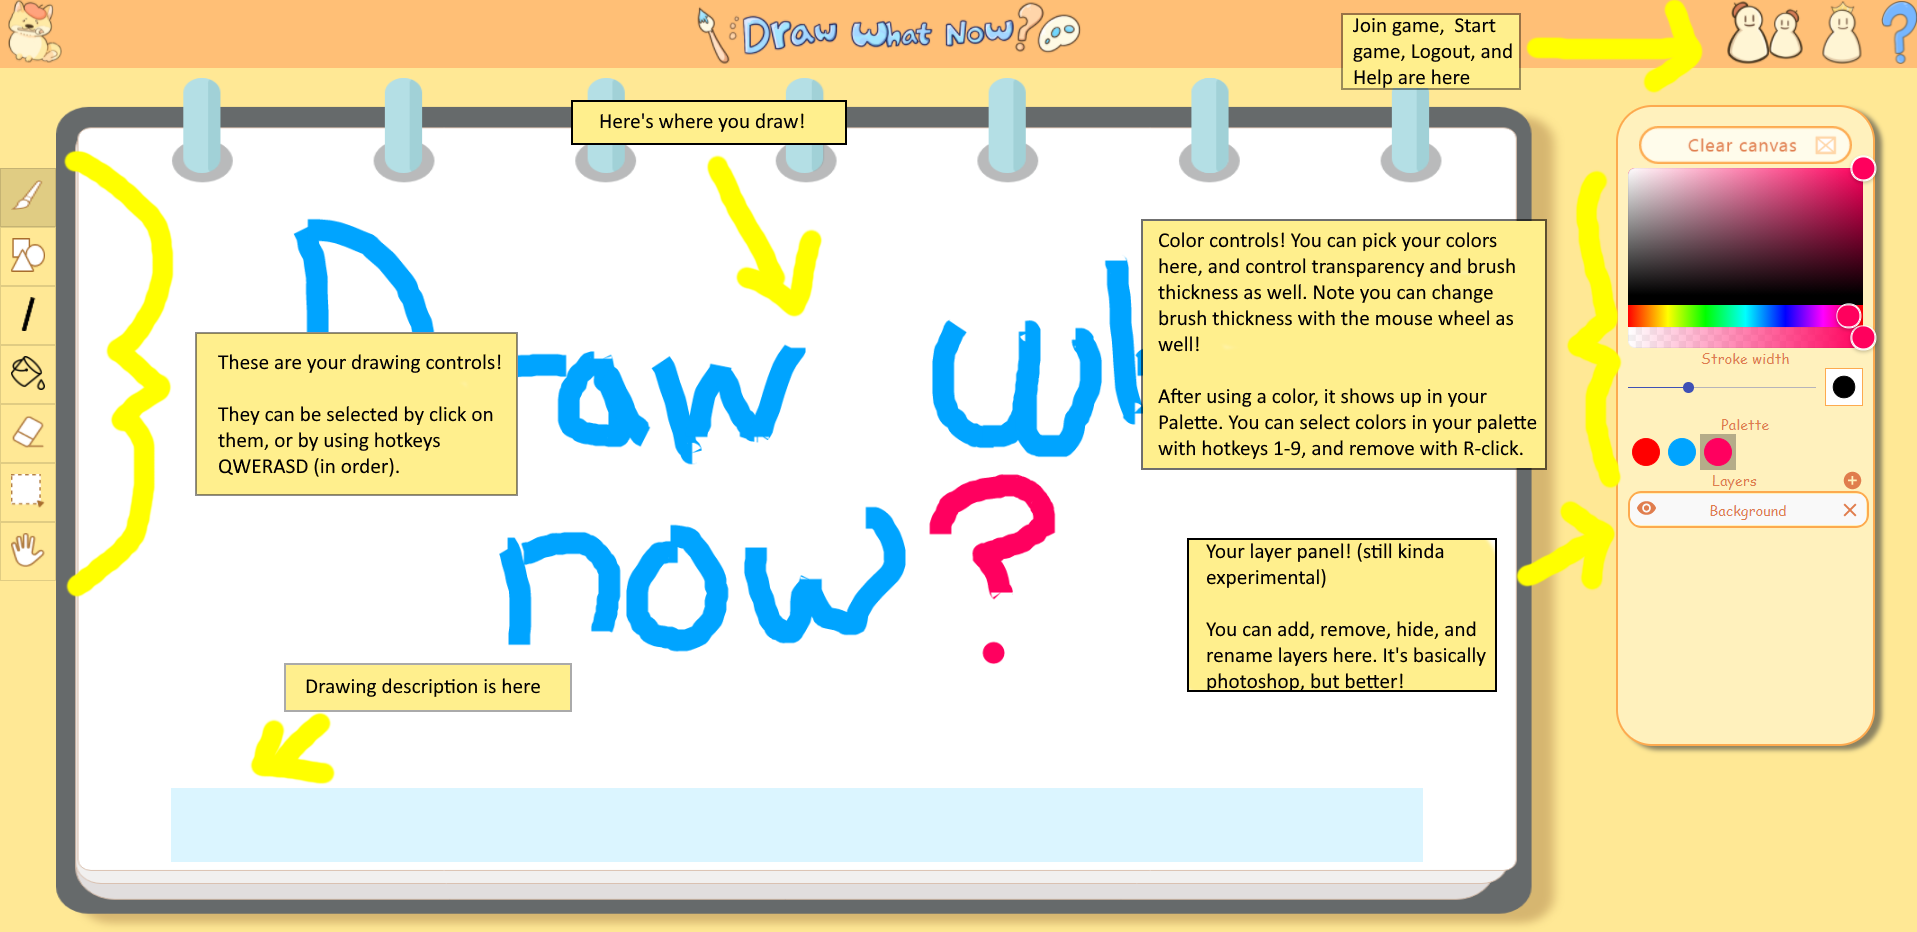 Draw What Now?
Join game, Start
game, Logout, and
Help are here
Here's where you draw!
Clear canvas
Color controls! You can pick your colors
here, and control transparency and brush
thickness as well. Note you can change
brush thickness with the mouse wheel as
well!
After using a color, it shows up in your
Palette. You can select colors in your palette
with hotkeys 1-9, and remove with R-click.
These are your drawing controls!
They can be selected by click on
them, or by using hotkeys
QWERASD (in order).
Draw wh
now?
Stroke width
Palette
Layers
Background
Your layer panel! (still kinda
experimental)
You can add, remove, hide, and
rename layers here. It's basically
photoshop, but better!
Drawing description is here